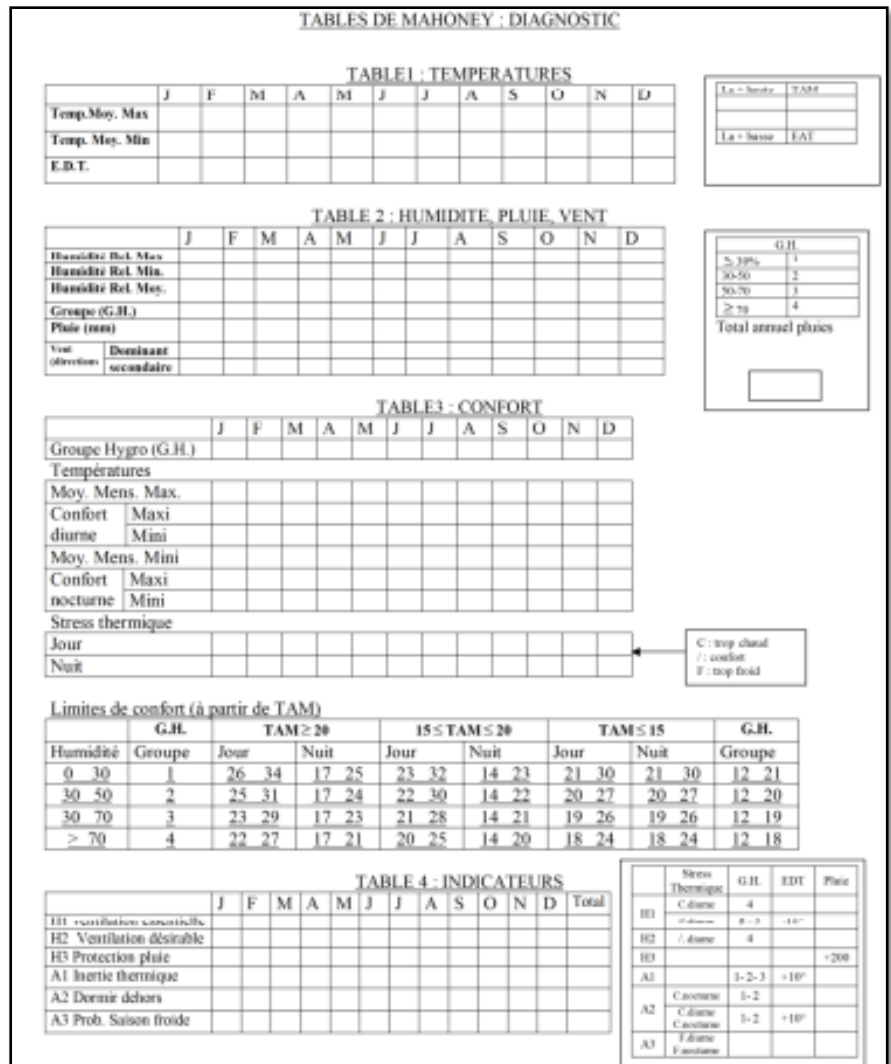 TABLES DE MAHONEY : DIAGNOSTIC
TABLE1 : TEMPERATURES
J F M A M J J A S O N D
Temp.Moy. Max
Temp. Moy. Min
E.D.T.
La + haute TAM
La + basse EAT
TABLE 2 : HUMIDITE, PLUIE, VENT
J F M A M J J A S O N D
Humidité Rel. Max
Humidité Rel. Min.
Humidité Rel. Moy.
Groupe (G.H.)
Pluie (mm)
Vent Dominant
secondaire
G.H.
30% 1
30-50 2
50-70 3
≥ 70 4
Total annuel pluies
TABLE3 : CONFORT
J F M A M J J A S O N D
Groupe Hygro (G.H.)
Températures
Moy. Mens. Max.
Confort Maxi
diurne Mini
Moy. Mens. Mini
Confort Maxi
nocturne Mini
Stress thermique
Jour
Nuit
C : trop chaud
/ : confort
F : trop froid
Limites de confort (à partir de TAM)
G.H. TAM ≥ 20 15 ≤ TAM ≤ 20 TAM ≤ 15 G.H.
Humidité Groupe Jour Nuit Jour Nuit Jour Nuit Groupe
0 30 1 26 34 17 25 23 32 14 23 21 30 21 30 12 21
30 50 2 25 31 17 24 22 30 14 22 20 27 20 27 12 20
30 70 3 23 29 17 23 21 28 14 21 19 26 19 26 12 19
> 70 4 22 27 17 21 20 25 14 20 18 24 18 24 12 18
TABLE 4 : INDICATEURS
J F M A M J J A S O N D Total
H1 ventilation essentielle
H2 Ventilation désirable
H3 Protection pluie
A1 Inertie thermique
A2 Dormir dehors
A3 Prob. Saison froide
Stress Thermique G.H. EDT Pluie
H1 C.diurne 4
H2 /. diurne 4
H3 +200
A1 1- 2- 3 +10°
A2 C.nocturne 1- 2
C.diurne C.nocturne 1- 2 +10°
A3 F.diurne F.nocturne